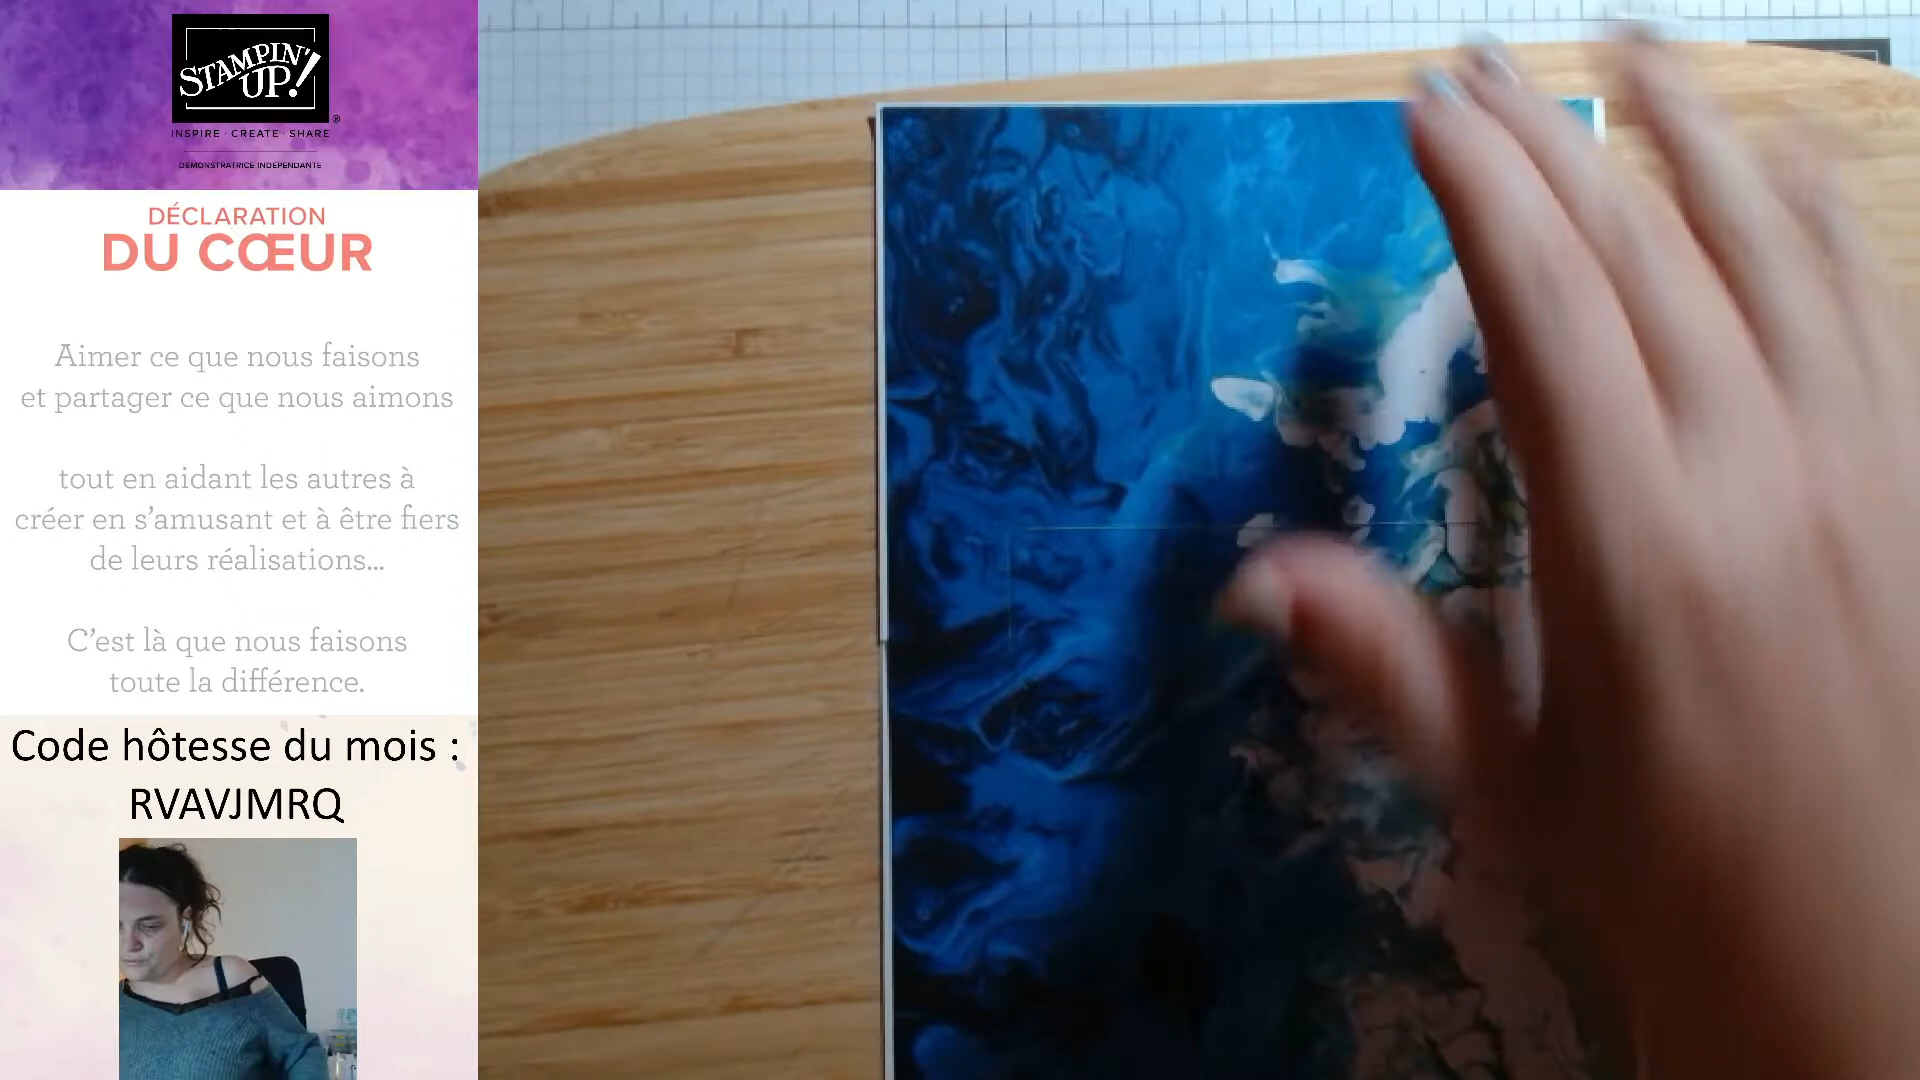 STAMPIN' UP!®
INSPIRE · CREATE · SHARE
DÉMONSTRATRICE INDÉPENDANTE
DÉCLARATION
DU CŒUR
Aimer ce que nous faisons
et partager ce que nous aimons
tout en aidant les autres à
créer en s’amusant et à être fiers
de leurs réalisations...
C’est là que nous faisons
toute la différence.
Code hôtesse du mois :
RVAVJMRQ